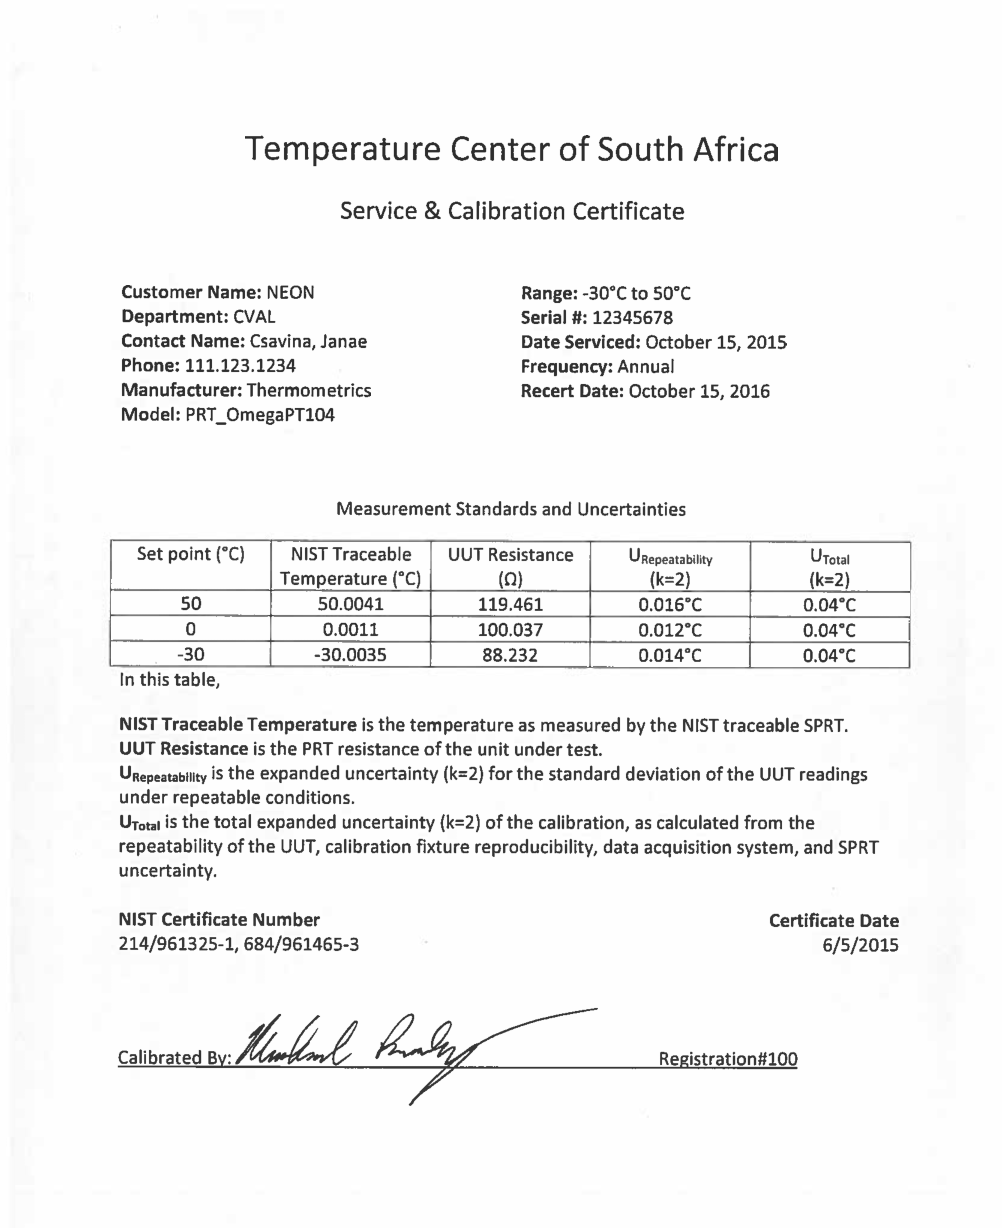 Temperature Center of South Africa
Service & Calibration Certificate
Customer Name: NEON
Department: CVAL
Contact Name: Csavina, Janae
Phone: 111.123.1234
Manufacturer: Thermometrics
Model: PRT_OmegaPT104
Range: -30°C to 50°C
Serial #: 12345678
Date Serviced: October 15, 2015
Frequency: Annual
Recert Date: October 15, 2016
Measurement Standards and Uncertainties
Set point (°C) NIST Traceable Temperature (°C) UUT Resistance (Ω) URepeatability (k=2) UTotal (k=2)
50 50.0041 119.461 0.016°C 0.04°C
0 0.0011 100.037 0.012°C 0.04°C
-30 -30.0035 88.232 0.014°C 0.04°C
In this table,
NIST Traceable Temperature is the temperature as measured by the NIST traceable SPRT.
UUT Resistance is the PRT resistance of the unit under test.
URepeatability is the expanded uncertainty (k=2) for the standard deviation of the UUT readings
under repeatable conditions.
UTotal is the total expanded uncertainty (k=2) of the calibration, as calculated from the
repeatability of the UUT, calibration fixture reproducibility, data acquisition system, and SPRT
uncertainty.
NIST Certificate Number
214/961325-1, 684/961465-3
Certificate Date
6/5/2015
Calibrated By:
Registration#100